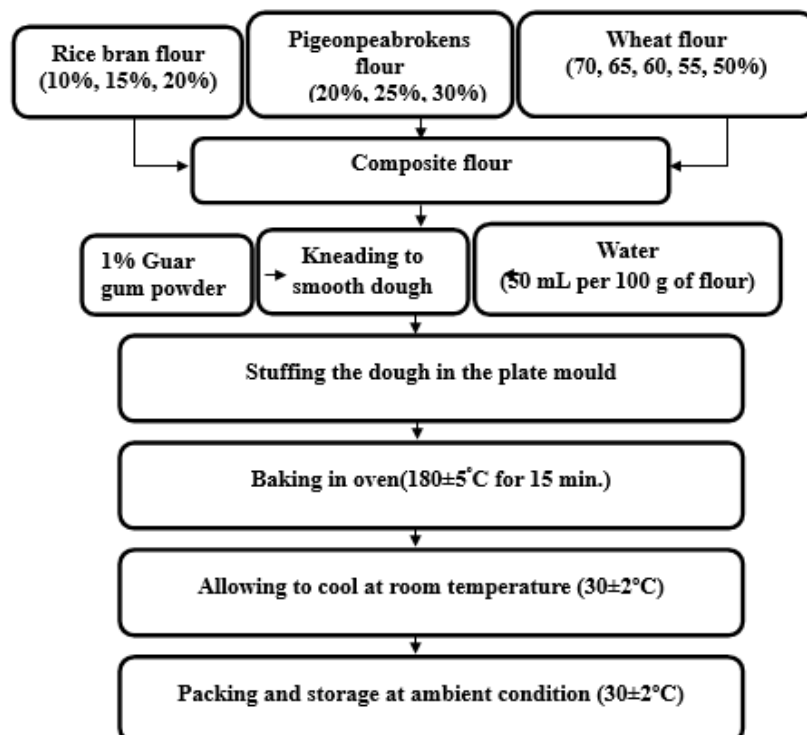 Rice bran flour
(10%, 15%, 20%)
Pigeonpeabrokens
flour
(20%, 25%, 30%)
Wheat flour
(70, 65, 60, 55, 50%)
Composite flour
1% Guar
gum powder
Kneading to
smooth dough
Water
(50 mL per 100 g of flour)
Stuffing the dough in the plate mould
Baking in oven(180±5°C for 15 min.)
Allowing to cool at room temperature (30±2°C)
Packing and storage at ambient condition (30±2°C)